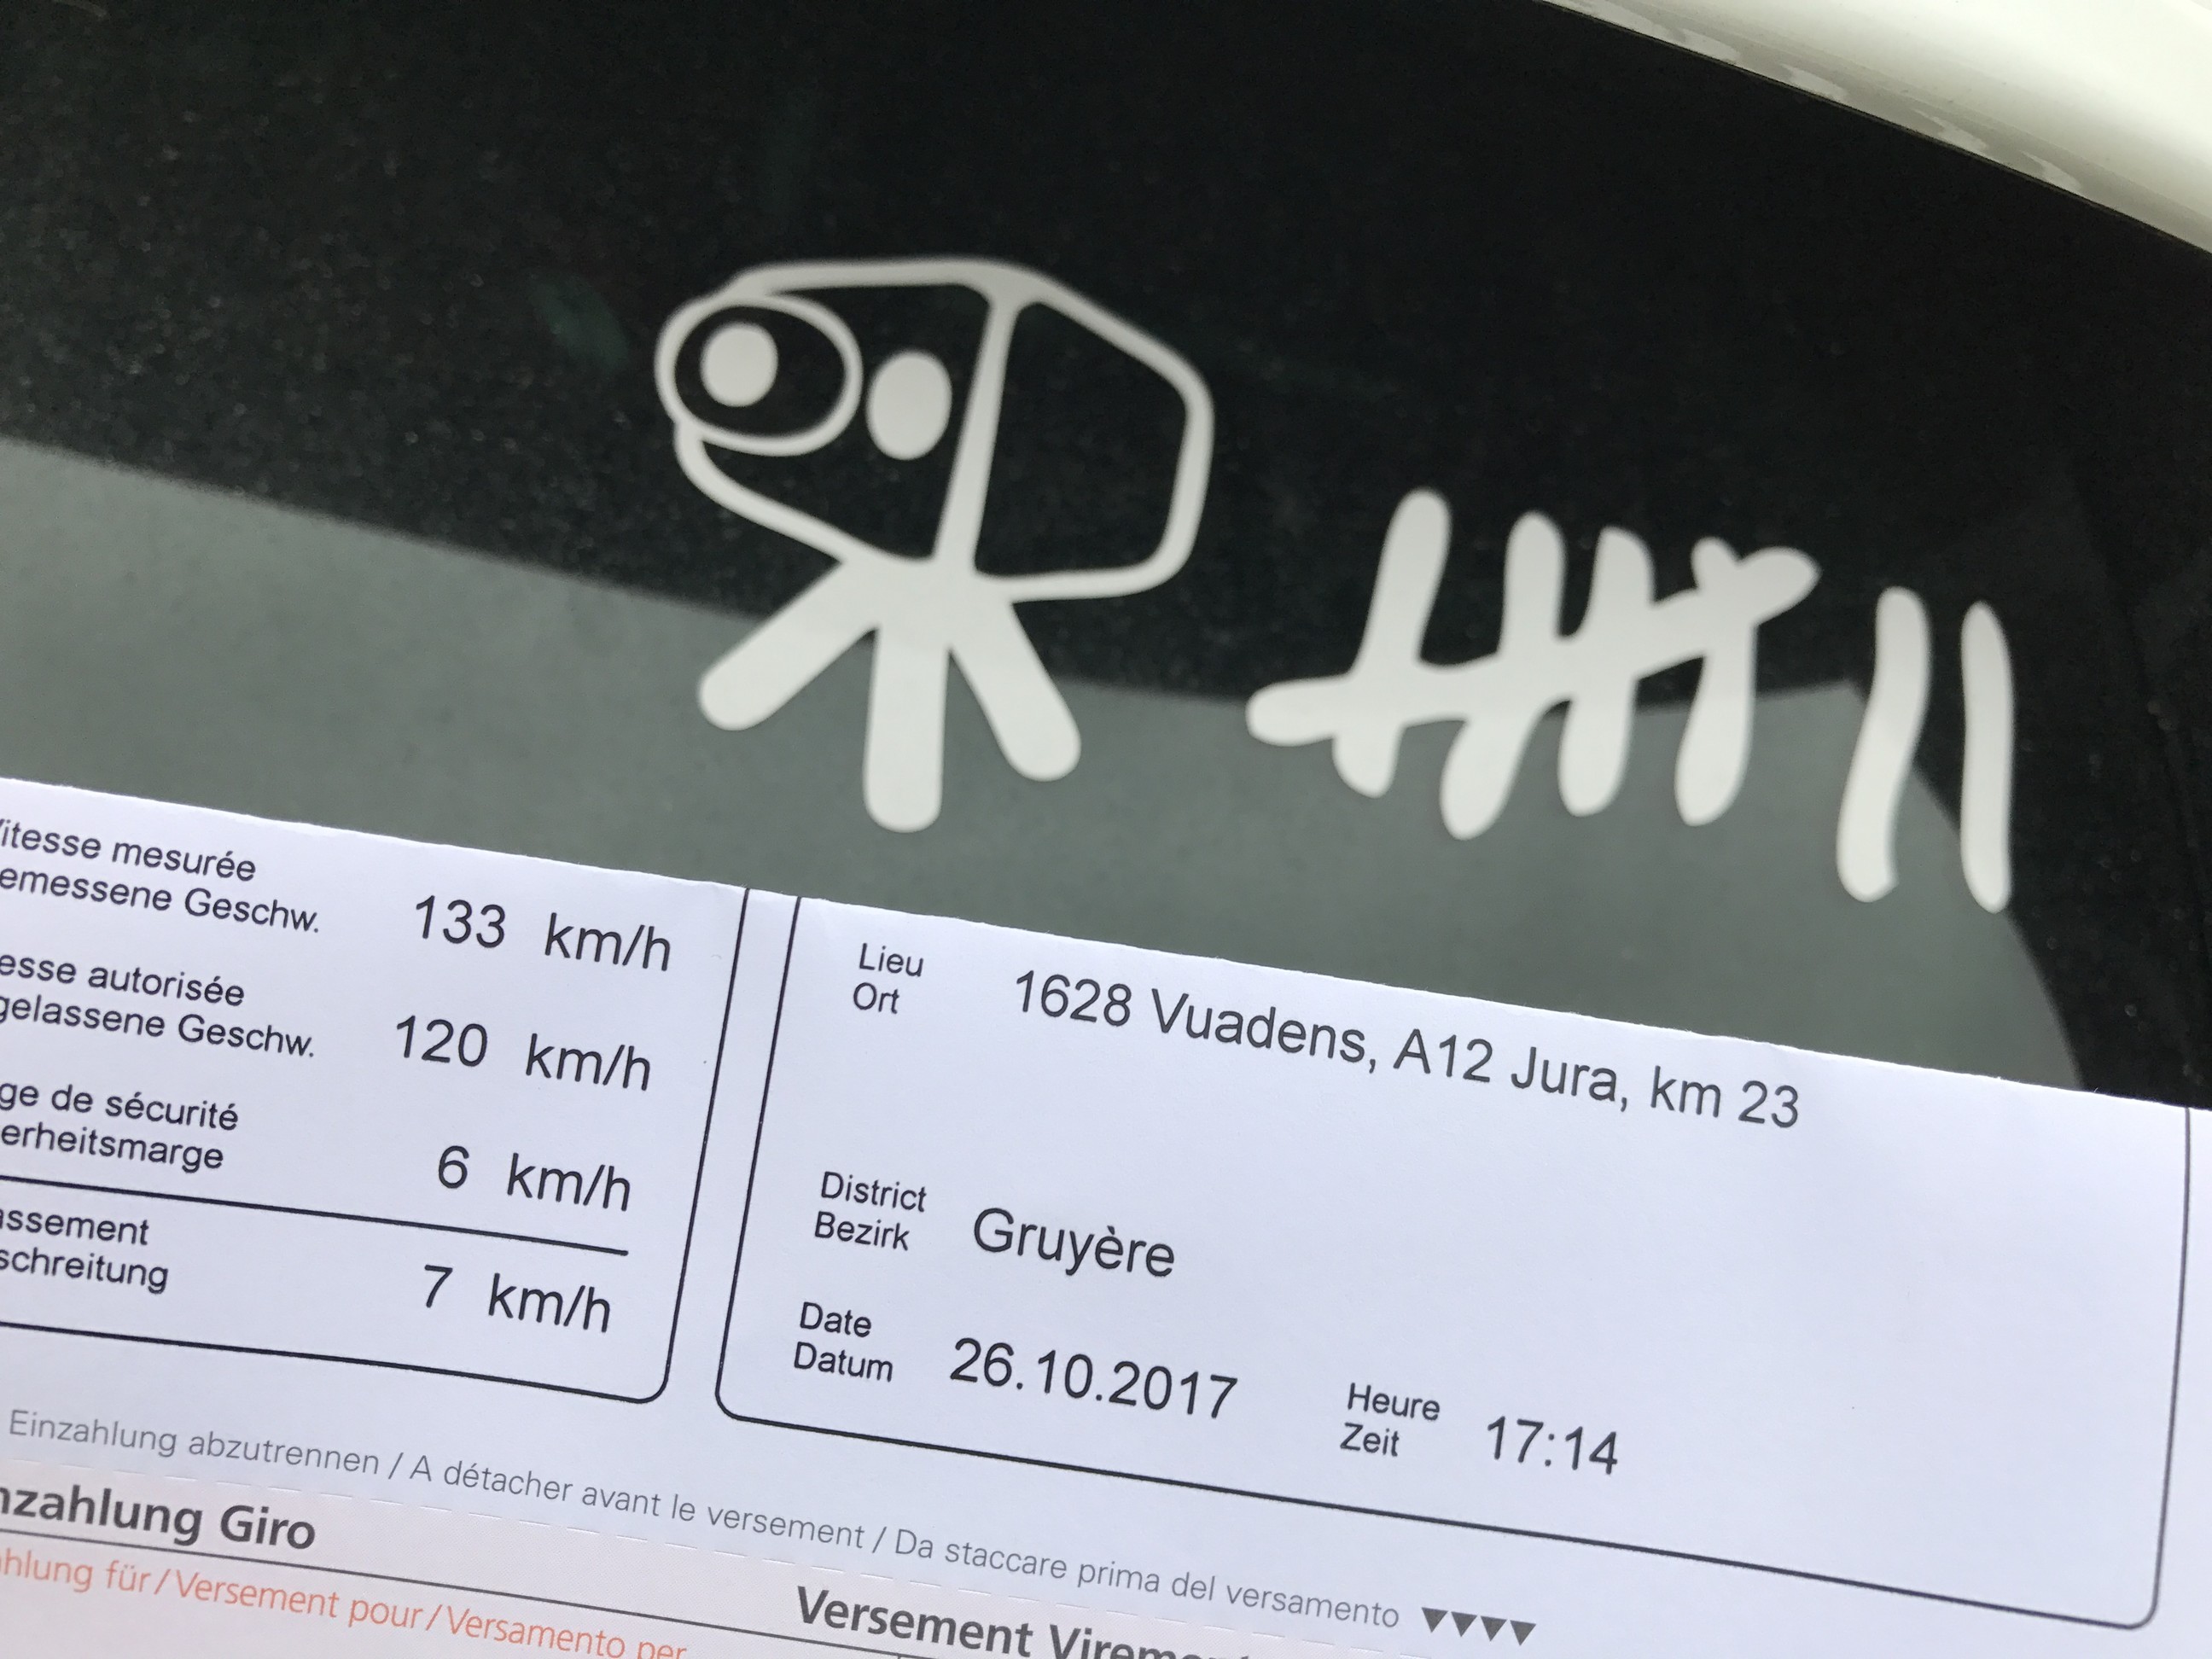 itesse mesurée
emessene Geschw.
133 km/h
esse autorisée
gelassene Geschw.
120 km/h
ge de sécurité
erheitsmarge
6 km/h
assement
schreitung
7 km/h
Lieu
Ort
1628 Vuadens, A12 Jura, km 23
District
Bezirk
Gruyère
Date
Datum
26.10.2017
Heure
Zeit
17:14
Einzahlung abzutrennen / A détacher avant le versement / Da staccare prima del versamento
nzahlung Giro
Versement Virement
hlung für / Versement pour / Versamento per